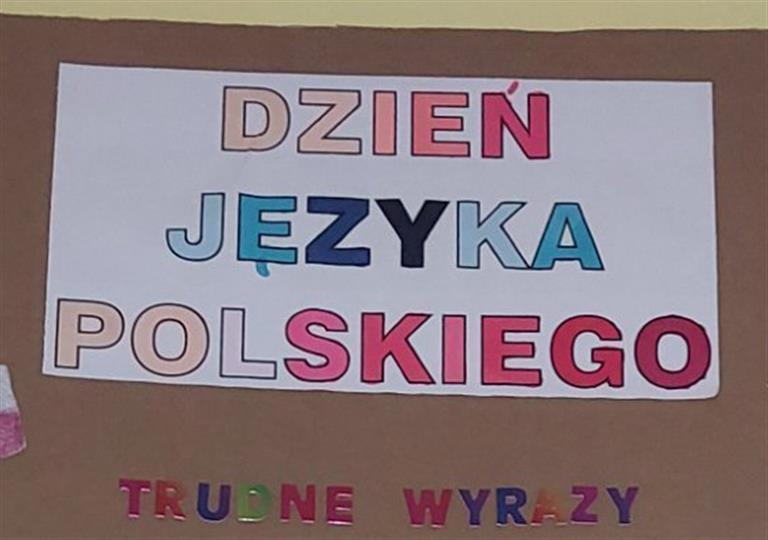 DZIEŃ
JĘZYKA
POLSKIEGO
TRUDNE WYRAZY